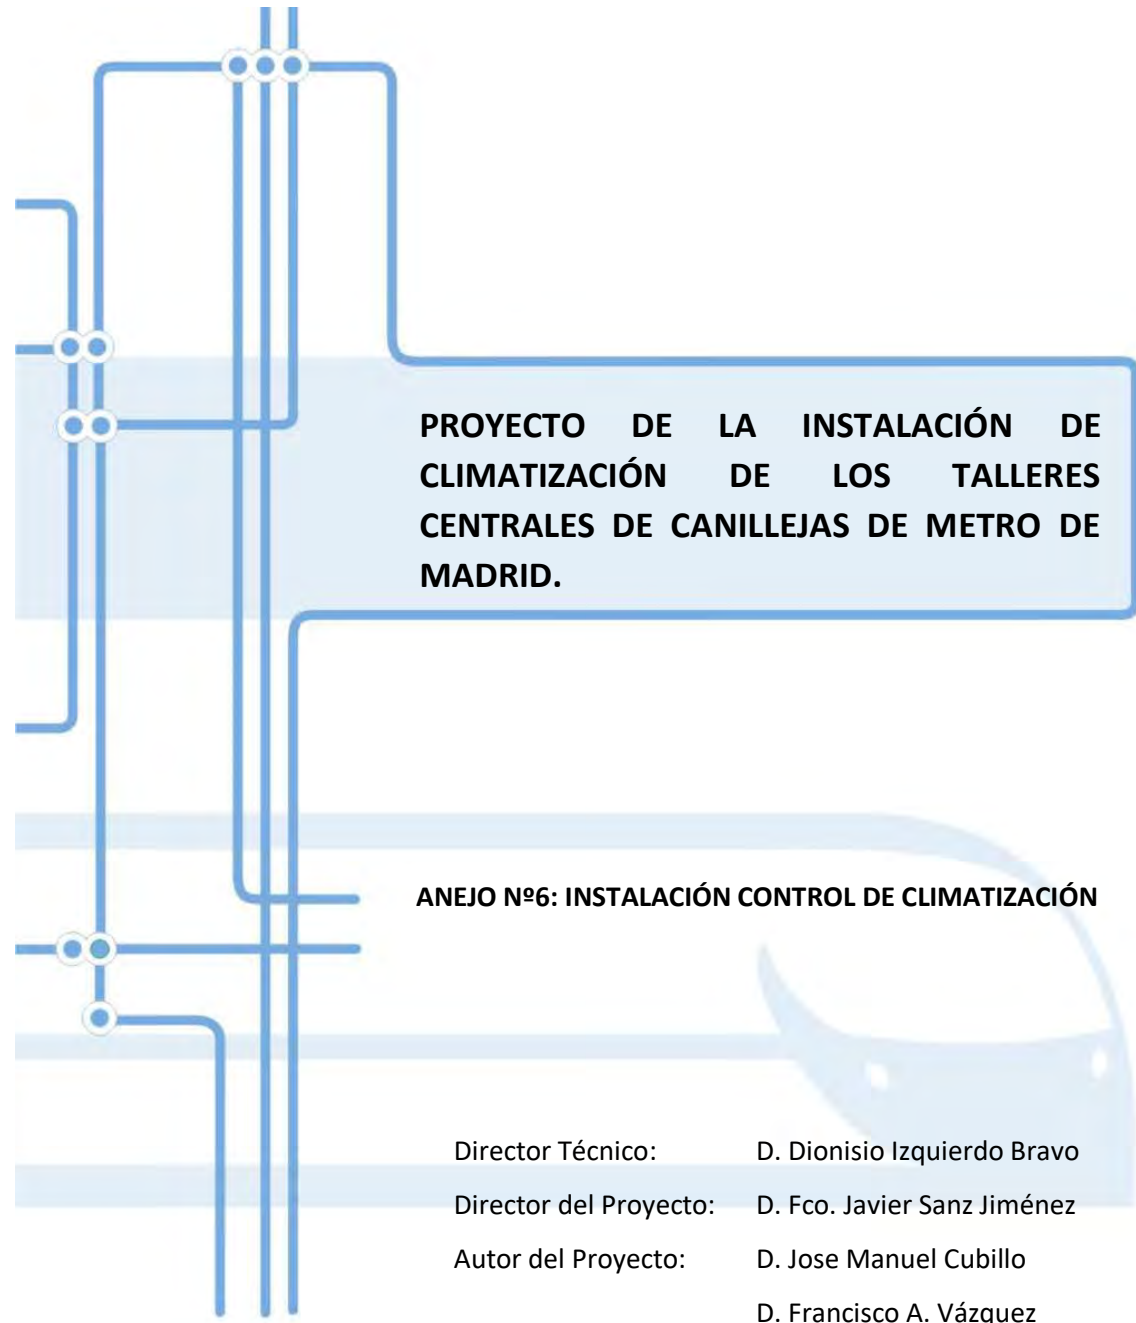 PROYECTO DE LA INSTALACIÓN DE
CLIMATIZACIÓN DE LOS TALLERES
CENTRALES DE CANILLEJAS DE METRO DE
MADRID.
ANEJO Nº6: INSTALACIÓN CONTROL DE CLIMATIZACIÓN
Director Técnico: D. Dionisio Izquierdo Bravo
Director del Proyecto: D. Fco. Javier Sanz Jiménez
Autor del Proyecto: D. Jose Manuel Cubillo
D. Francisco A. Vázquez